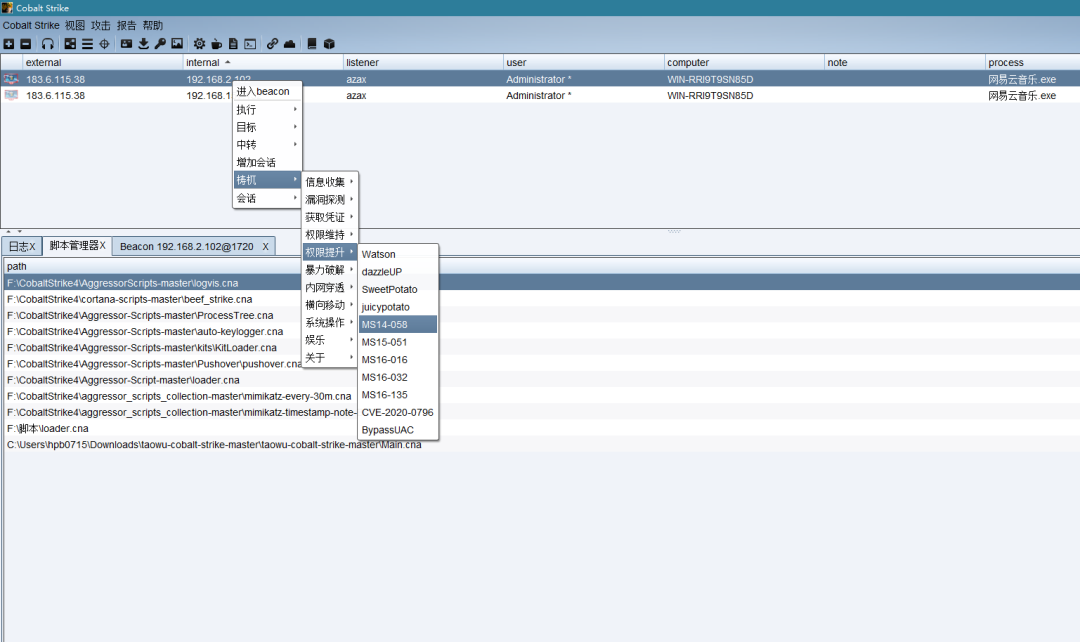 Cobalt Strike
Cobalt Strike 视图 攻击 报告 帮助
external internal listener user computer note process
183.6.115.38 192.168.2.102 azax Administrator * WIN-RRI9T9SN85D 网易云音乐.exe
183.6.115.38 192.168.1 azax Administrator * WIN-RRI9T9SN85D 网易云音乐.exe
进入beacon
执行
目标
中转
增加会话
梼杌
会话
信息收集
漏洞探测
获取凭证
权限维持
权限提升
暴力破解
内网穿透
横向移动
系统操作
娱乐
关于
Watson
dazzleUP
SweetPotato
juicypotato
MS14-058
MS15-051
MS16-016
MS16-032
MS16-135
CVE-2020-0796
BypassUAC
日志X 脚本管理器X Beacon 192.168.2.102@1720 X
path
F:\CobaltStrike4\AggressorScripts-master\logvis.cna
F:\CobaltStrike4\cortana-scripts-master\beef_strike.cna
F:\CobaltStrike4\Aggressor-Scripts-master\ProcessTree.cna
F:\CobaltStrike4\Aggressor-Scripts-master\auto-keylogger.cna
F:\CobaltStrike4\Aggressor-Scripts-master\kits\KitLoader.cna
F:\CobaltStrike4\Aggressor-Scripts-master\Pushover\pushover.cna
F:\CobaltStrike4\Aggressor-Script-master\loader.cna
F:\CobaltStrike4\aggressor_scripts_collection-master\mimikatz-every-30m.cna
F:\CobaltStrike4\aggressor_scripts_collection-master\mimikatz-timestamp-note-
F:\脚本\loader.cna
C:\Users\hpb0715\Downloads\taowu-cobalt-strike-master\taowu-cobalt-strike-master\Main.cna